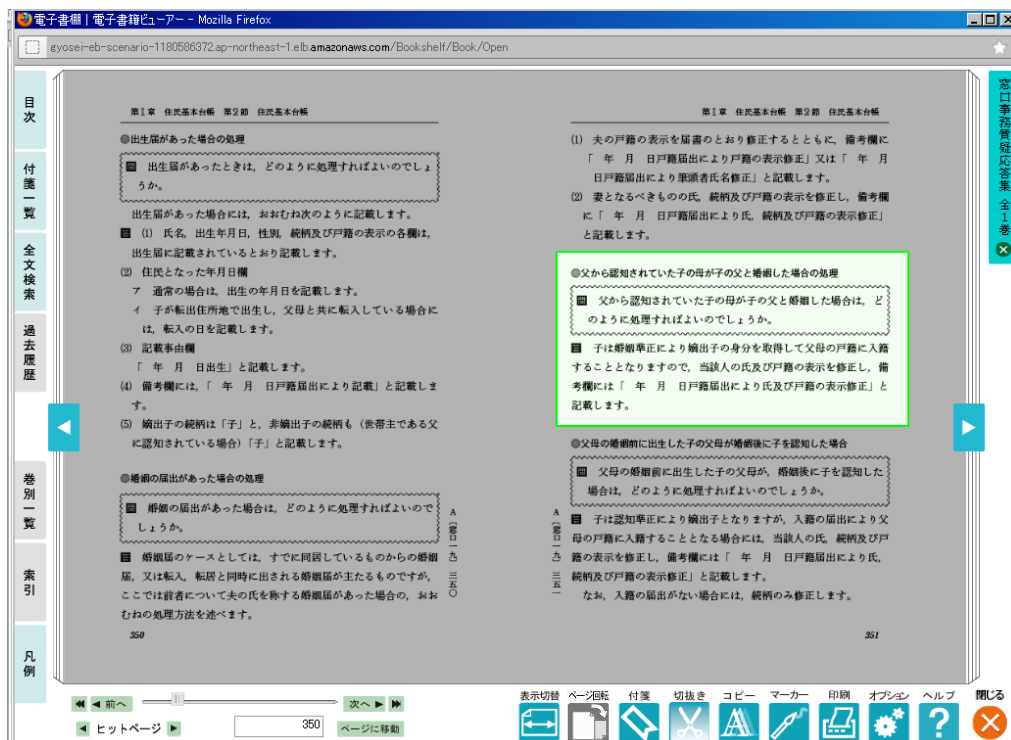 電子書棚 | 電子書籍ビューアー - Mozilla Firefox
gyosei-eb-scenario-1180586372.ap-northeast-1.elb.amazonaws.com/Bookshelf/Book/Open
目次
付箋一覧
全文検索
過去履歴
巻別一覧
索引
凡例
第Ⅰ章 住民基本台帳 第2節 住民基本台帳
◎出生届があった場合の処理
問 出生届があったときは，どのように処理すればよいのでしょ
うか。
出生届があった場合には，おおむね次のように記載します。
答 (1) 氏名，出生年月日，性別，続柄及び戸籍の表示の各欄は，
出生届に記載されているとおり記載します。
(2) 住民となった年月日欄
ア 通常の場合は，出生の年月日を記載します。
イ 子が転出住所地で出生し，父母と共に転入している場合に
は，転入の日を記載します。
(3) 記載事由欄
「 年 月 日出生」と記載します。
(4) 備考欄には，「 年 月 日戸籍届出により記載」と記載しま
す。
(5) 嫡出子の続柄は「子」と，非嫡出子の続柄も（世帯主である父
に認知されている場合）「子」と記載します。
◎婚姻の届出があった場合の処理
問 婚姻の届出があった場合は，どのように処理すればよいので
しょうか。
答 婚姻届のケースとしては，すでに同居しているものからの婚姻
届，又は転入，転居と同時に出される婚姻届が主たるものですが，
ここでは前者について夫の氏を称する婚姻届があった場合の，おお
むねの処理方法を述べます。
A（窓口一九）三五〇
350
第Ⅰ章 住民基本台帳 第2節 住民基本台帳
(1) 夫の戸籍の表示を届書のとおり修正するとともに，備考欄に
「 年 月 日戸籍届出により戸籍の表示修正」又は「 年 月
日戸籍届出により筆頭者氏名修正」と記載します。
(2) 妻となるべきものの氏，続柄及び戸籍の表示を修正し，備考欄
に「 年 月 日戸籍届出により氏，続柄及び戸籍の表示修正」
と記載します。
◎父から認知されていた子の母が子の父と婚姻した場合の処理
問 父から認知されていた子の母が子の父と婚姻した場合は，ど
のように処理すればよいのでしょうか。
答 子は婚姻準正により嫡出子の身分を取得して父母の戸籍に入籍
することとなりますので，当該人の氏及び戸籍の表示を修正し，備
考欄には「 年 月 日戸籍届出により氏及び戸籍の表示修正」と
記載します。
◎父母の婚姻前に出生した子の父母が婚姻後に子を認知した場合
問 父母の婚姻前に出生した子の父母が，婚姻後に子を認知した
場合は，どのように処理すればよいのでしょうか。
答 子は認知準正により嫡出子となりますが，入籍の届出により父
母の戸籍に入籍することとなる場合には，当該人の氏，続柄及び戸
籍の表示を修正し，備考欄には「 年 月 日戸籍届出により氏，
続柄及び戸籍の表示修正」と記載します。
なお，入籍の届出がない場合には，続柄のみ修正します。
A（窓口一九）三五一
351
窓口事務質疑応答集 全1巻
前へ
次へ
ヒットページ
350
ページに移動
表示切替 ページ回転 付箋 切抜き コピー マーカー 印刷 オプション ヘルプ 閉じる